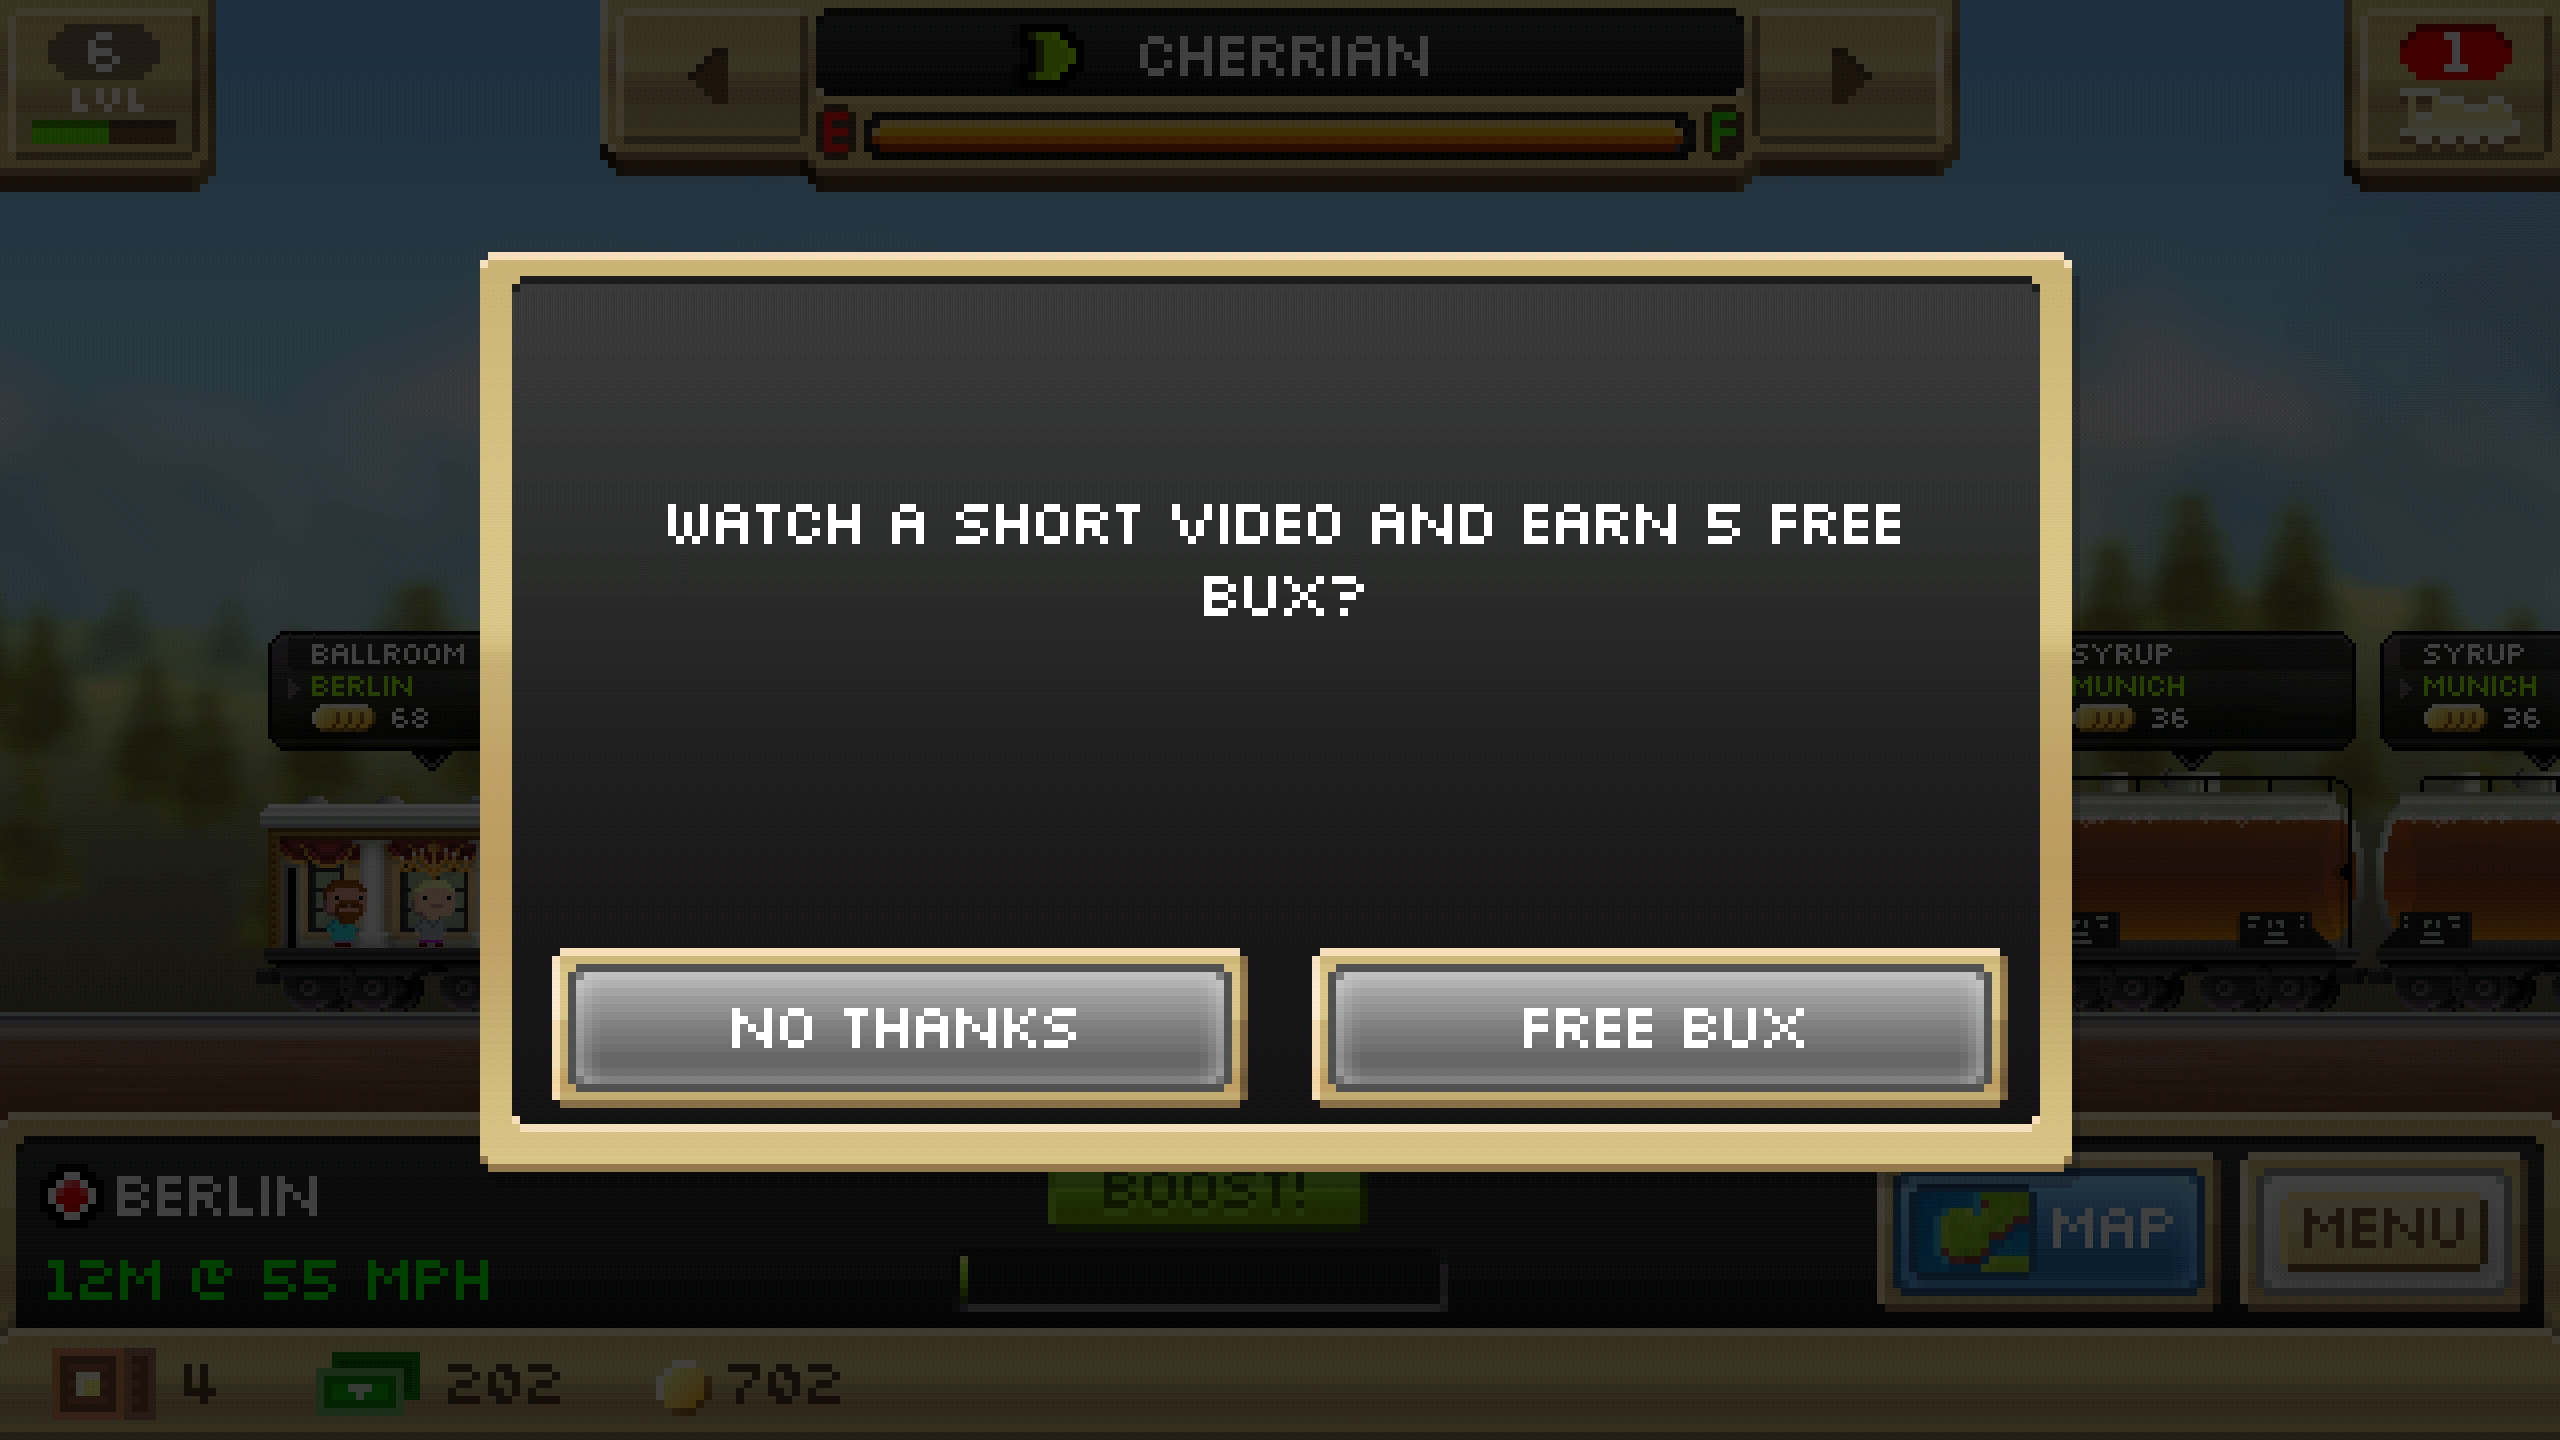 6
LVL
CHERRIAN
E
F
1
WATCH A SHORT VIDEO AND EARN 5 FREE
BUX?
NO THANKS
FREE BUX
BALLROOM
BERLIN
68
SYRUP
MUNICH
36
SYRUP
MUNICH
36
BERLIN
12M @ 55 MPH
BOOST!
MAP
MENU
4
202
702